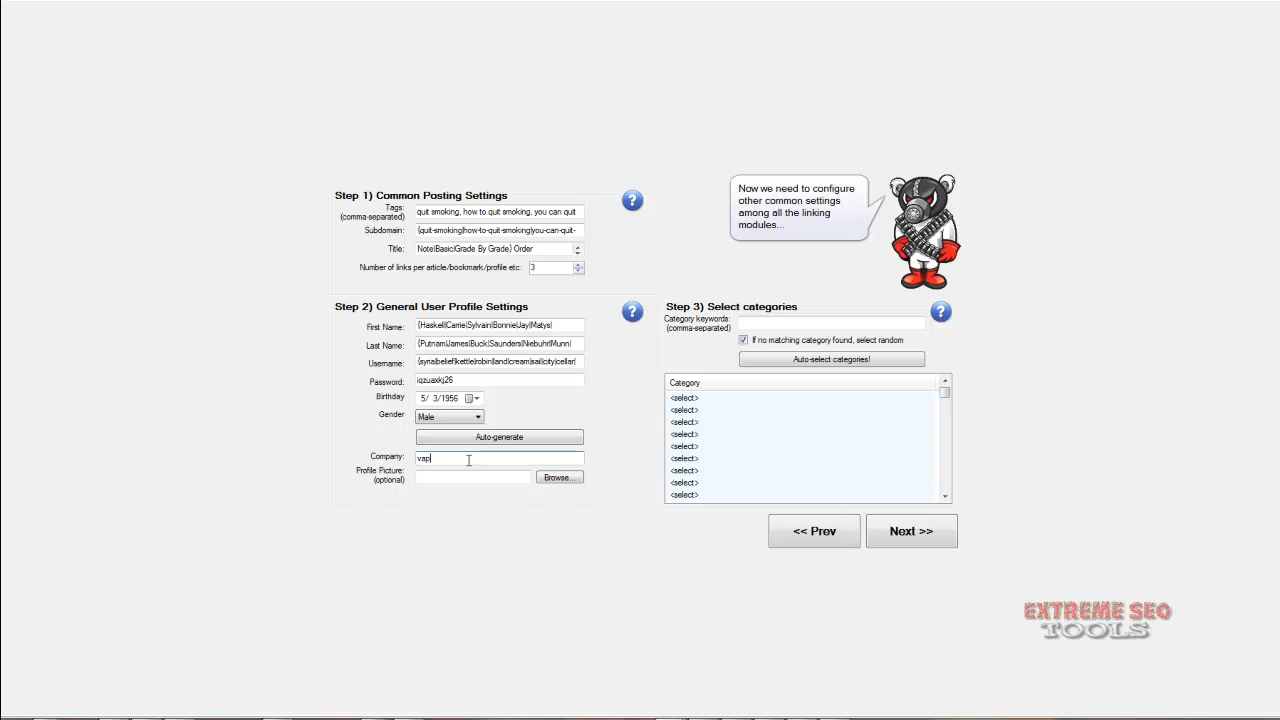 Step 1) Common Posting Settings
Tags:
(comma-separated)
quit smoking, how to quit smoking, you can quit
Subdomain:
{quit-smoking|how-to-quit-smoking|you-can-quit-
Title:
Note|Basic|Grade By Grade} Order
Number of links per article/bookmark/profile etc:
3
?
Now we need to configure
other common settings
among all the linking
modules...
Step 2) General User Profile Settings
?
First Name:
{Haskell|Carrie|Sylvain|Bonnie|Jay|Matys|
Last Name:
{Putnam|James|Buck|Saunders|Niebuhr|Munn|
Username:
{syna|belief|kettle|robin|land|cream|sail|city|cellar|
Password:
iqzuaxkj26
Birthday
5/ 3/1956
Gender
Male
Auto-generate
Company:
vap
Profile Picture:
(optional)
Browse...
Step 3) Select categories
?
Category keywords:
(comma-separated)
If no matching category found, select random
Auto-select categories!
Category
<select>
<select>
<select>
<select>
<select>
<select>
<select>
<select>
<select>
<< Prev
Next >>
EXTREME SEO
TOOLS